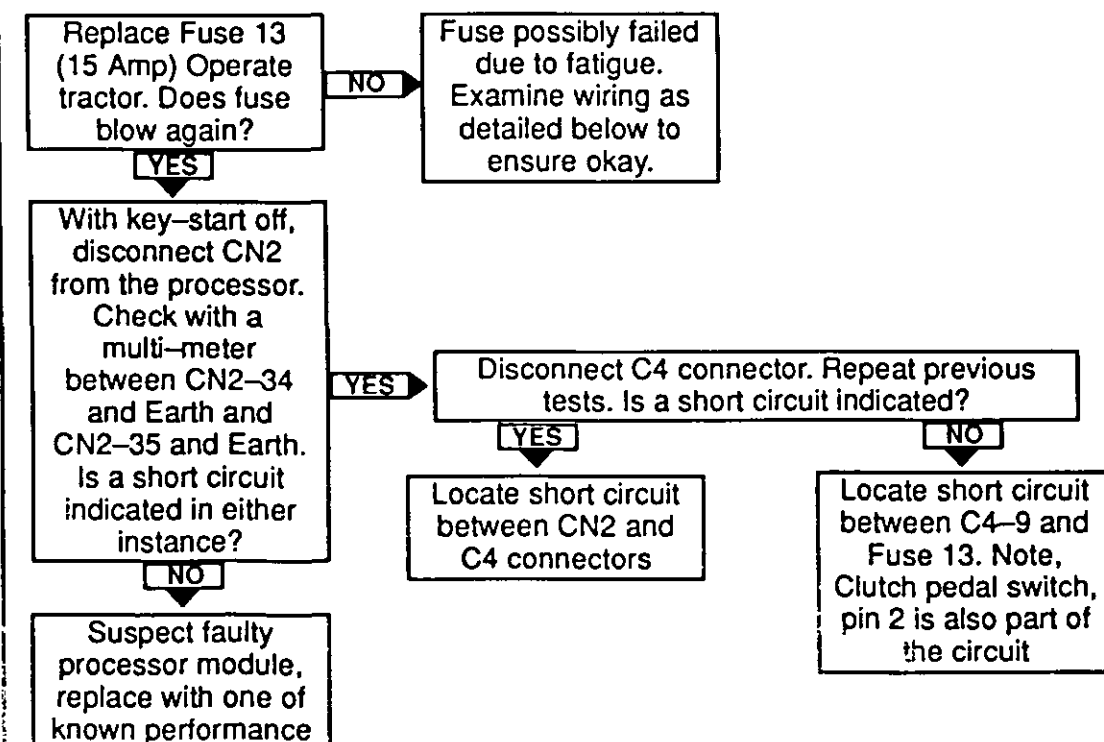 Replace Fuse 13
(15 Amp) Operate
tractor. Does fuse
blow again?
NO
Fuse possibly failed
due to fatigue.
Examine wiring as
detailed below to
ensure okay.
YES
With key–start off,
disconnect CN2
from the processor.
Check with a
multi–meter
between CN2–34
and Earth and
CN2–35 and Earth.
Is a short circuit
indicated in either
instance?
YES
Disconnect C4 connector. Repeat previous
tests. Is a short circuit indicated?
YES
Locate short circuit
between CN2 and
C4 connectors
NO
Locate short circuit
between C4–9 and
Fuse 13. Note,
Clutch pedal switch,
pin 2 is also part of
the circuit
NO
Suspect faulty
processor module,
replace with one of
known performance